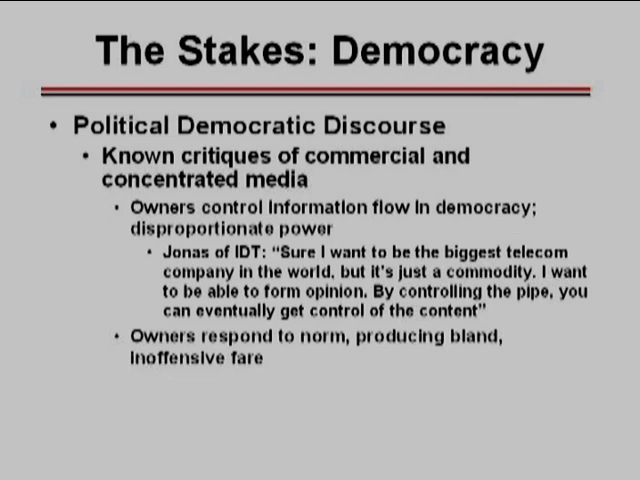 The Stakes: Democracy
• Political Democratic Discourse
• Known critiques of commercial and
concentrated media
• Owners control information flow in democracy;
disproportionate power
• Jonas of IDT: “Sure I want to be the biggest telecom
company in the world, but it’s just a commodity. I want
to be able to form opinion. By controlling the pipe, you
can eventually get control of the content”
• Owners respond to norm, producing bland,
inoffensive fare